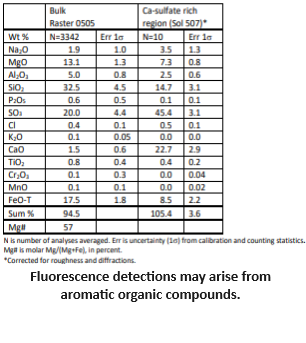 Bulk Ca-sulfate rich
Raster 0505 region (Sol 507)*
Wt % N=3342 Err 1σ N=10 Err 1σ
Na₂O 1.9 1.0 3.5 1.3
MgO 13.1 1.3 7.3 0.8
Al₂O₃ 5.0 0.8 2.5 0.6
SiO₂ 32.5 4.5 14.7 3.1
P₂O₅ 0.6 0.5 0.1 0.1
SO₃ 20.0 4.4 45.4 3.1
Cl 0.4 0.1 0.5 0.1
K₂O 0.1 0.05 0.0 0.0
CaO 1.5 0.6 22.7 2.9
TiO₂ 0.8 0.4 0.4 0.2
Cr₂O₃ 0.1 0.3 0.0 0.04
MnO 0.1 0.1 0.0 0.02
FeO-T 17.5 1.8 8.5 2.2
Sum % 94.5 105.4 3.6
Mg# 57
N is number of analyses averaged. Err is uncertainty (1σ) from calibration and counting statistics.
Mg# is molar Mg/(Mg+Fe), in percent.
*Corrected for roughness and diffractions.
Fluorescence detections may arise from
aromatic organic compounds.